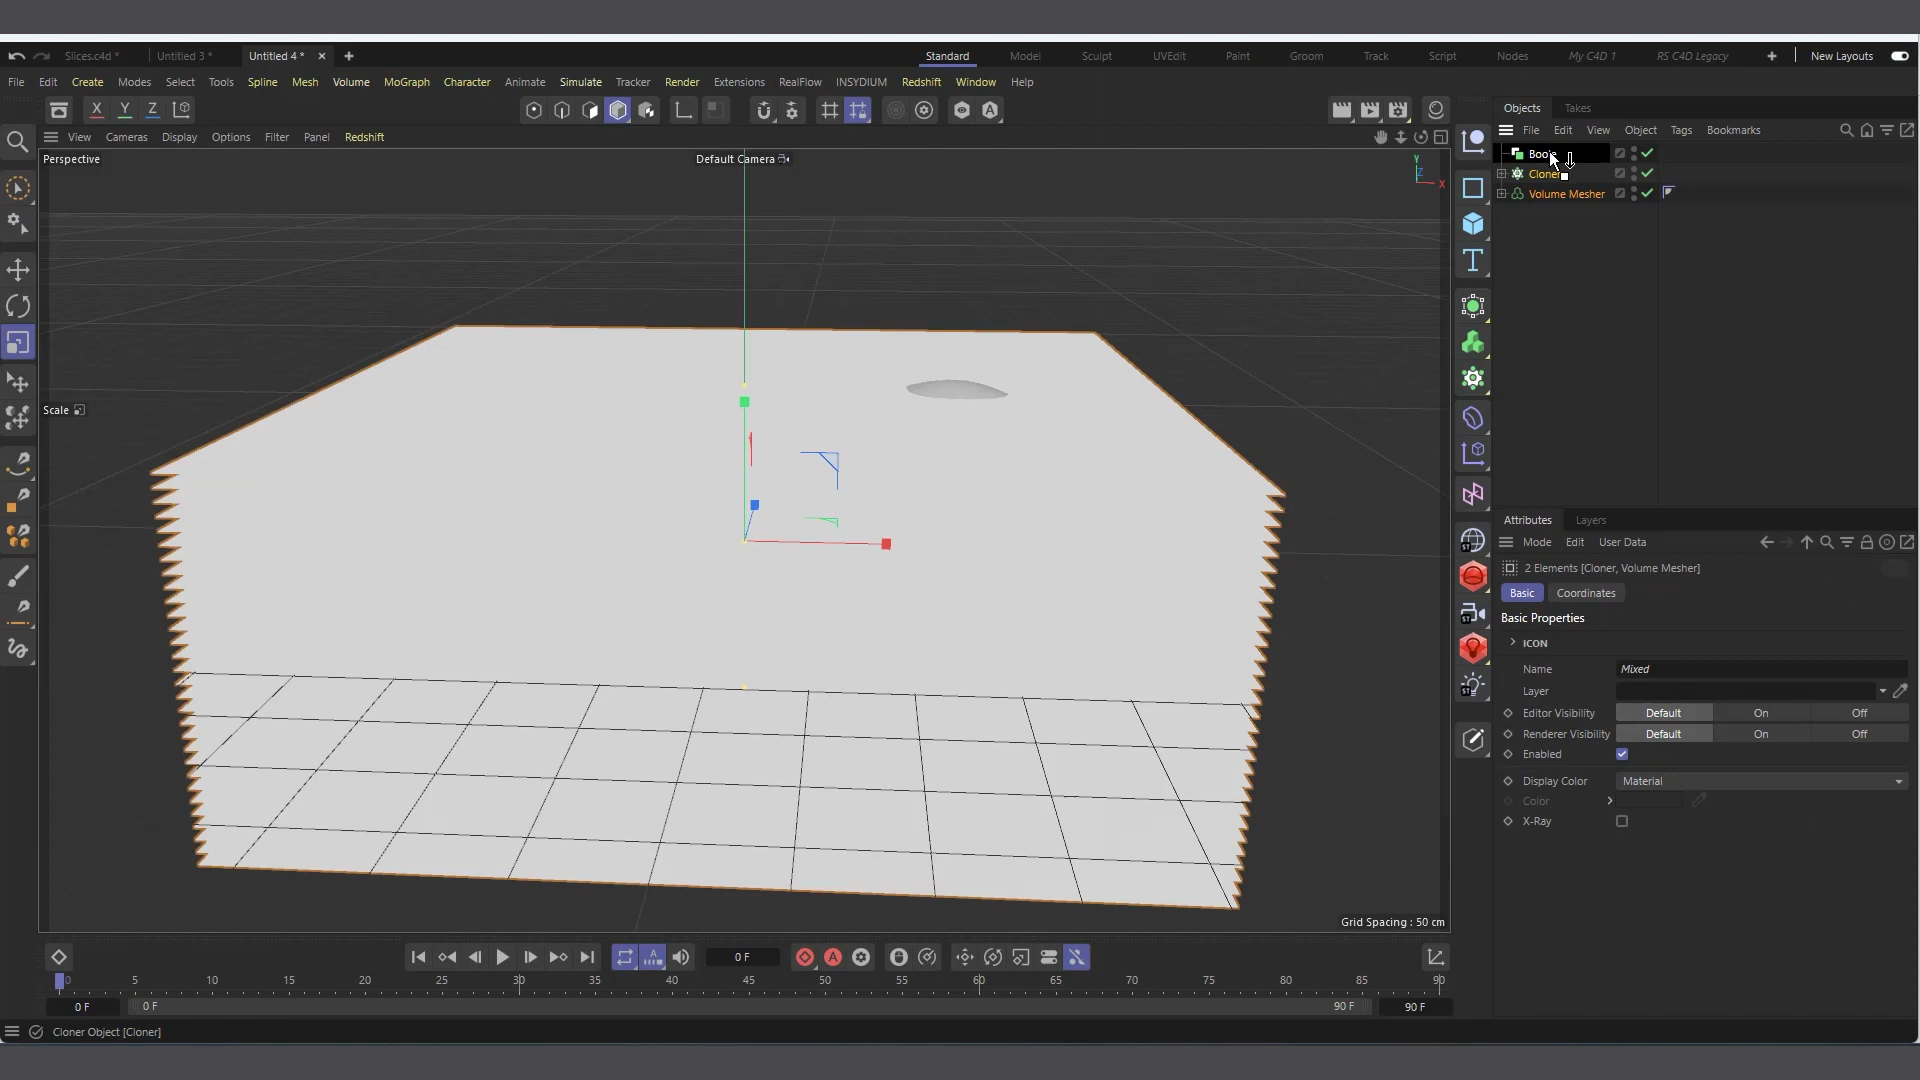 Slices.c4d * Untitled 3 * Untitled 4 * Standard Model Sculpt UVEdit Paint Groom Track Script Nodes My C4D 1 RS C4D Legacy New Layouts
File Edit Create Modes Select Tools Spline Mesh Volume MoGraph Character Animate Simulate Tracker Render Extensions RealFlow INSYDIUM Redshift Window Help
X Y Z
Objects Takes
View Cameras Display Options Filter Panel Redshift
File Edit View Object Tags Bookmarks
Perspective
Default Camera
Y
Z
X
Boole
Cloner
Volume Mesher
Scale
Attributes Layers
Mode Edit User Data
2 Elements [Cloner, Volume Mesher]
Basic Coordinates
Basic Properties
ICON
Name Mixed
Layer
Editor Visibility Default On Off
Renderer Visibility Default On Off
Enabled
Display Color Material
Color
X-Ray
Grid Spacing : 50 cm
0 F
0 5 10 15 20 25 30 35 40 45 50 55 60 65 70 75 80 85 90
0 F 0 F 90 F 90 F
Cloner Object [Cloner]